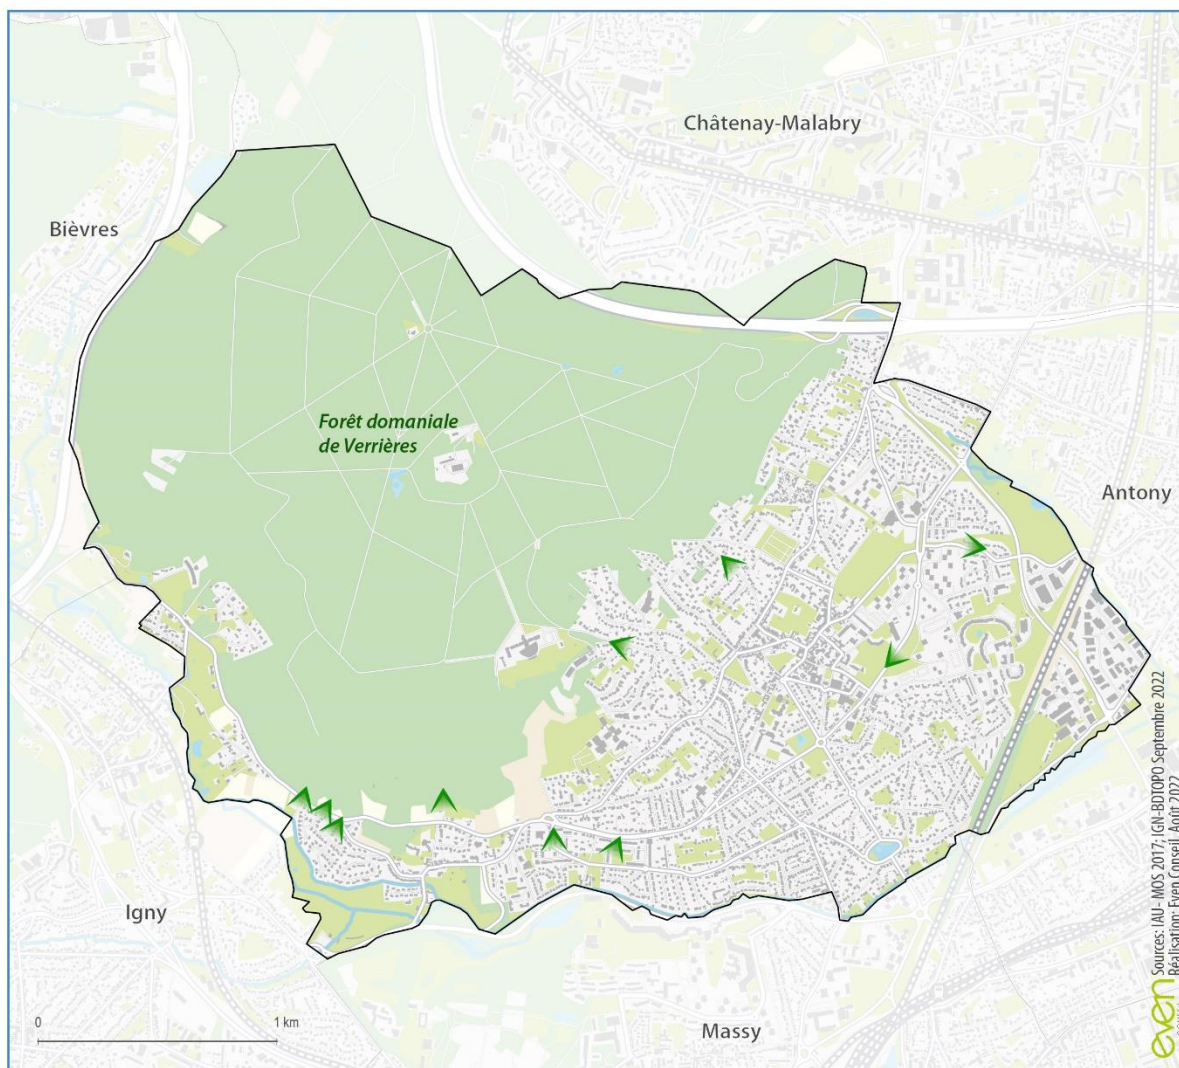 Châtenay-Malabry
Bièvres
Forêt domaniale
de Verrières
Antony
Igny
Massy
0
1 km
Sources: IAU- MOS 2017; IGN-BDTOPO Septembre 2022
Réalisation: Even Conseil, Août 2022
even